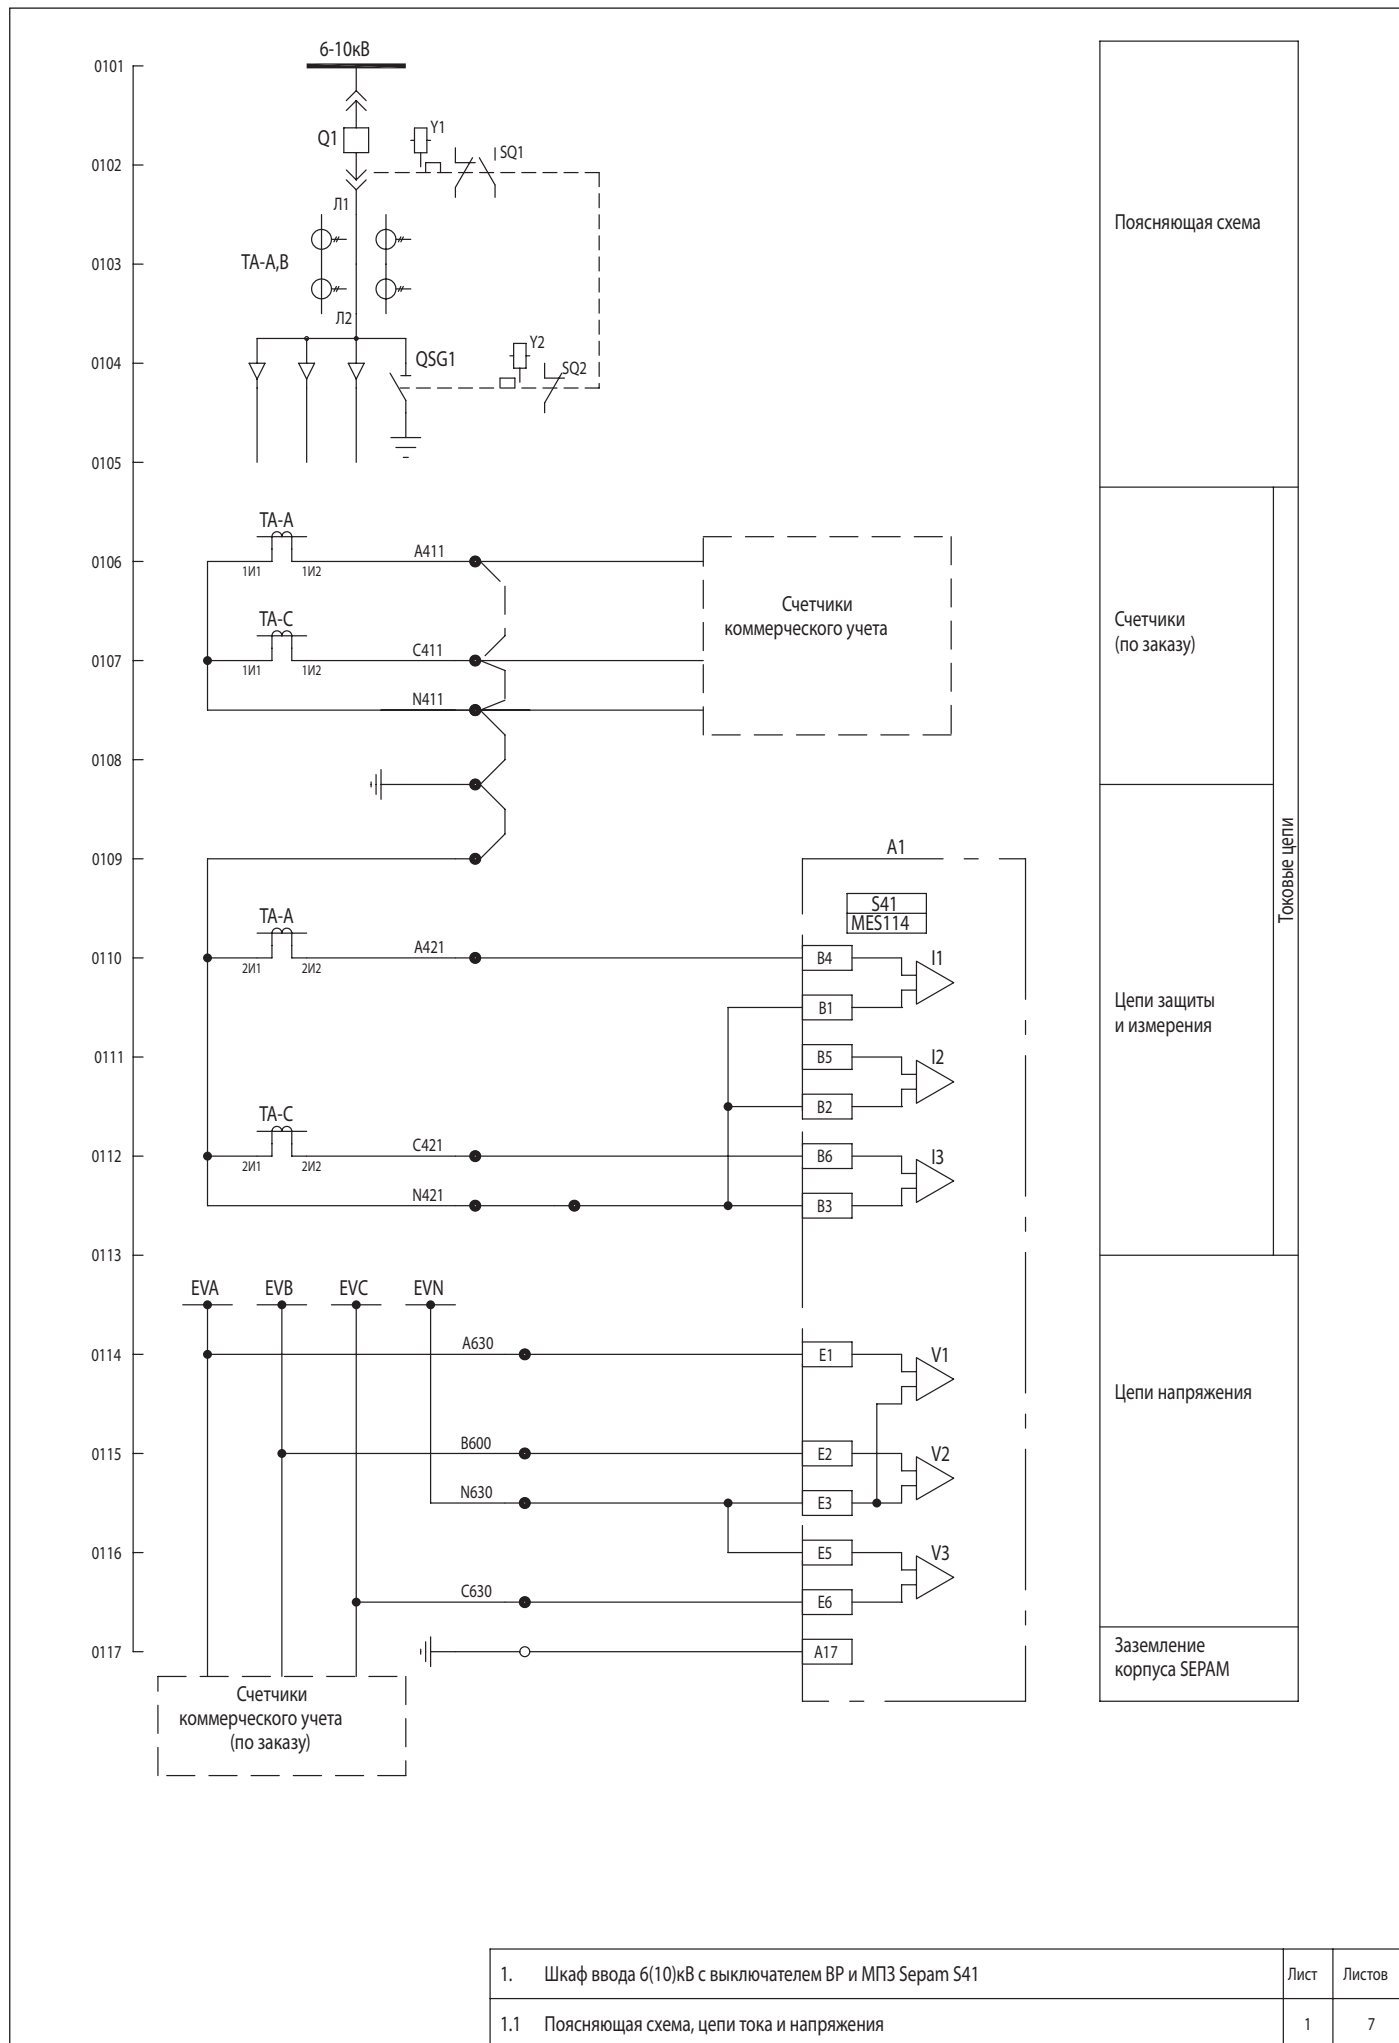 6-10кВ
0101
Q1
Y1
SQ1
0102
Л1
Поясняющая схема
TA-A,B
0103
Л2
Y2
QSG1
SQ2
0104
0105
TA-A
A411
0106
1И1
1И2
Счетчики
коммерческого учета
TA-C
C411
Счетчики
(по заказу)
0107
1И1
1И2
N411
0108
Токовые цепи
0109
A1
S41
MES114
TA-A
A421
0110
2И1
2И2
B4
I1
B1
Цепи защиты
и измерения
0111
B5
I2
B2
TA-C
C421
0112
2И1
2И2
B6
I3
N421
B3
0113
EVA
EVB
EVC
EVN
A630
0114
E1
V1
Цепи напряжения
B600
0115
E2
V2
N630
E3
0116
E5
V3
C630
E6
0117
A17
Заземление
корпуса SEPAM
Счетчики
коммерческого учета
(по заказу)
1. Шкаф ввода 6(10)кВ с выключателем ВР и МПЗ Sepam S41 Лист Листов
1.1 Поясняющая схема, цепи тока и напряжения 1 7